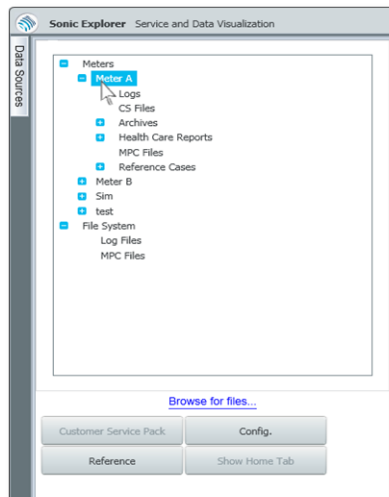 Sonic Explorer Service and Data Visualization
Data Sources
Meters
Meter A
Logs
CS Files
Archives
Health Care Reports
MPC Files
Reference Cases
Meter B
Sim
test
File System
Log Files
MPC Files
Browse for files...
Customer Service Pack Config.
Reference Show Home Tab